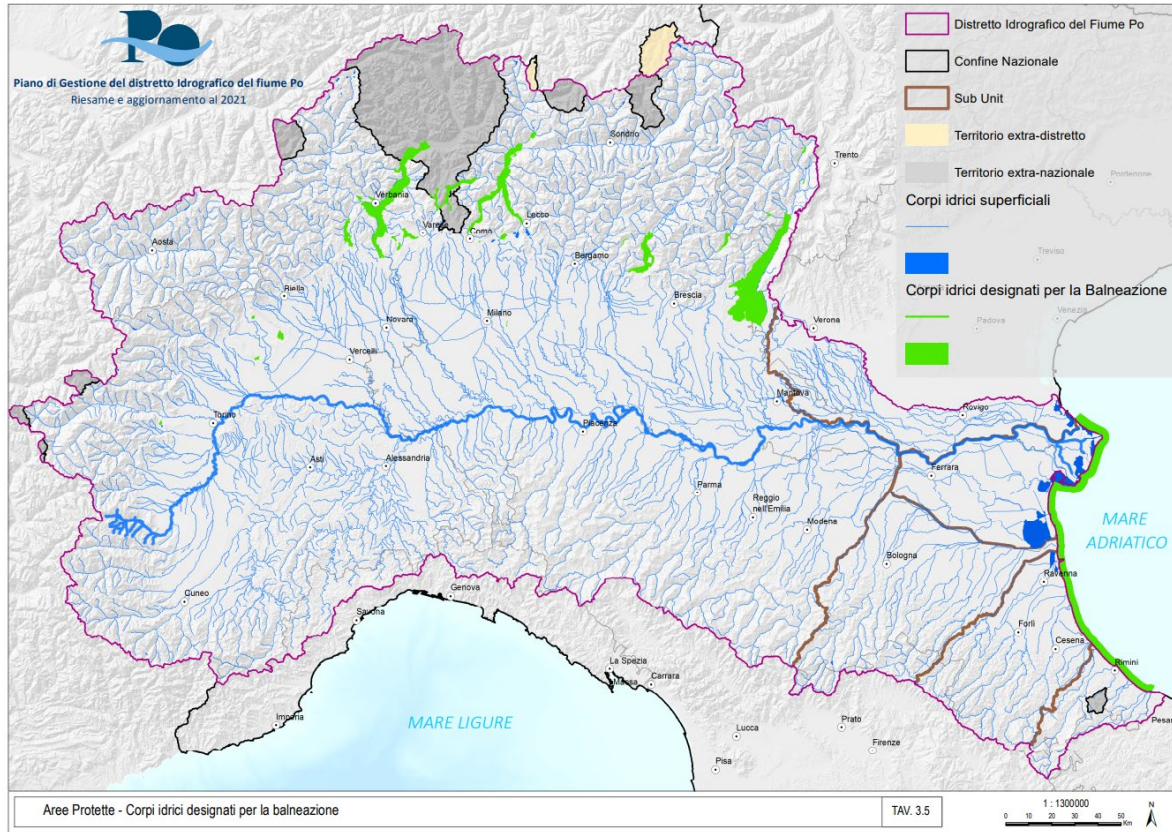 PO
Piano di Gestione del distretto Idrografico del fiume Po
Riesame e aggiornamento al 2021
Distretto Idrografico del Fiume Po
Confine Nazionale
Sub Unit
Territorio extra-distretto
Territorio extra-nazionale
Corpi idrici superficiali
Corpi idrici designati per la Balneazione
Sondrio
Trento
Pordenone
Verbania
Varese
Como
Lecco
Aosta
Bergamo
Treviso
Biella
Brescia
Novara
Milano
Verona
Padova
Venezia
Vercelli
Mantova
Rovigo
Torino
Piacenza
Asti
Alessandria
Ferrara
Parma
Reggio
nell'Emilia
Modena
MARE
ADRIATICO
Bologna
Ravenna
Cuneo
Genova
Savona
Forlì
Cesena
Rimini
La Spezia
Massa
Carrara
Imperia
MARE LIGURE
Lucca
Prato
Firenze
Pisa
Pesar
Aree Protette - Corpi idrici designati per la balneazione
TAV. 3.5
1 : 1300000
0 10 20 30 40 50
Km
N